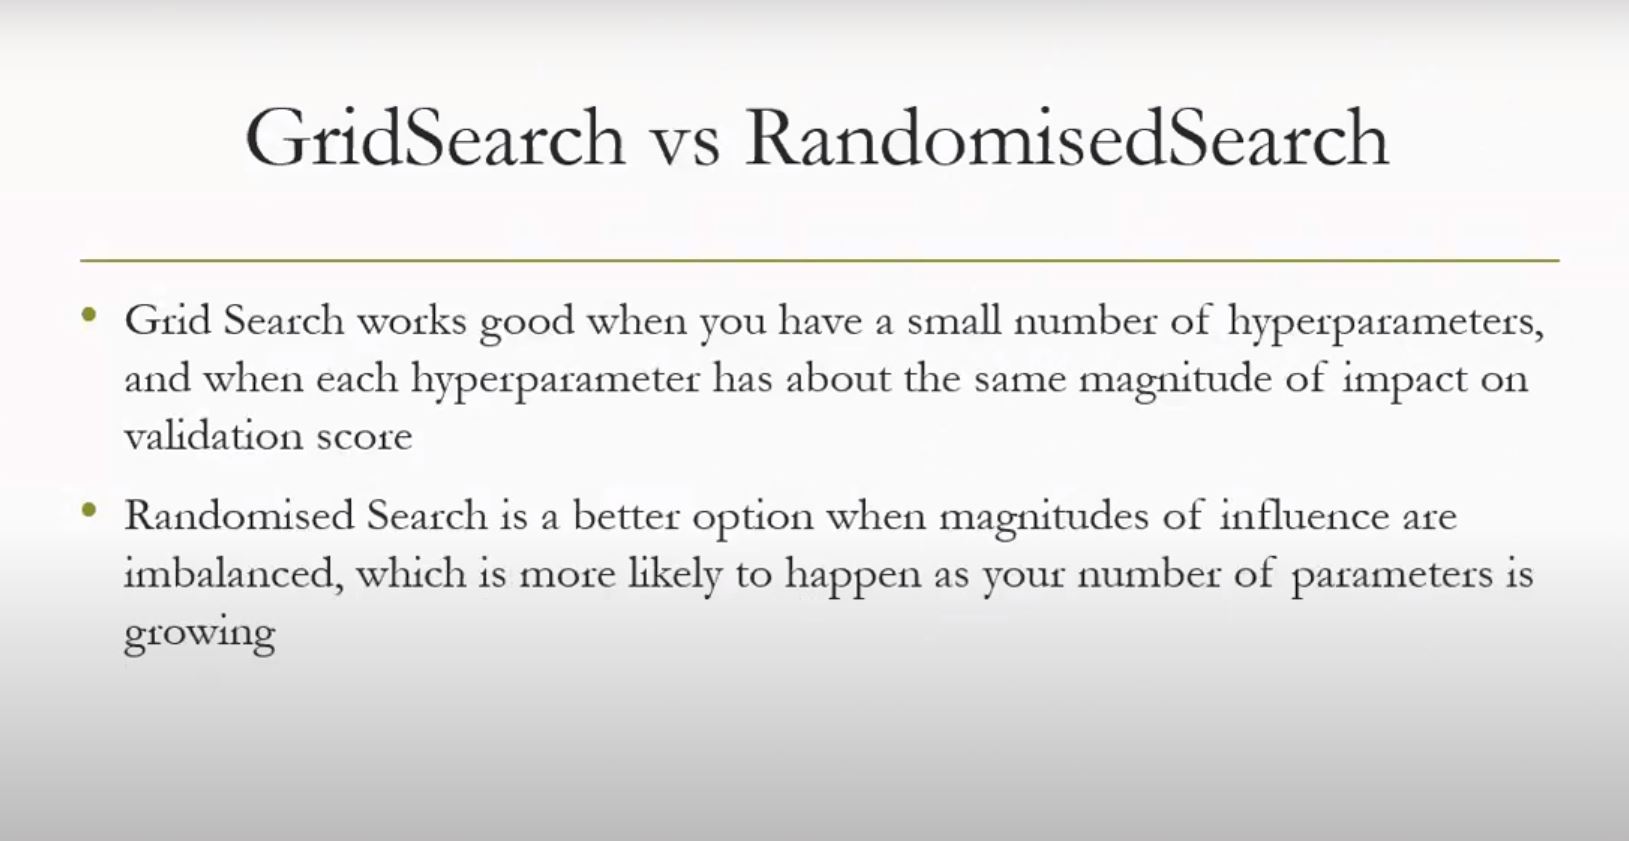 GridSearch vs RandomisedSearch
• Grid Search works good when you have a small number of hyperparameters,
and when each hyperparameter has about the same magnitude of impact on
validation score
• Randomised Search is a better option when magnitudes of influence are
imbalanced, which is more likely to happen as your number of parameters is
growing